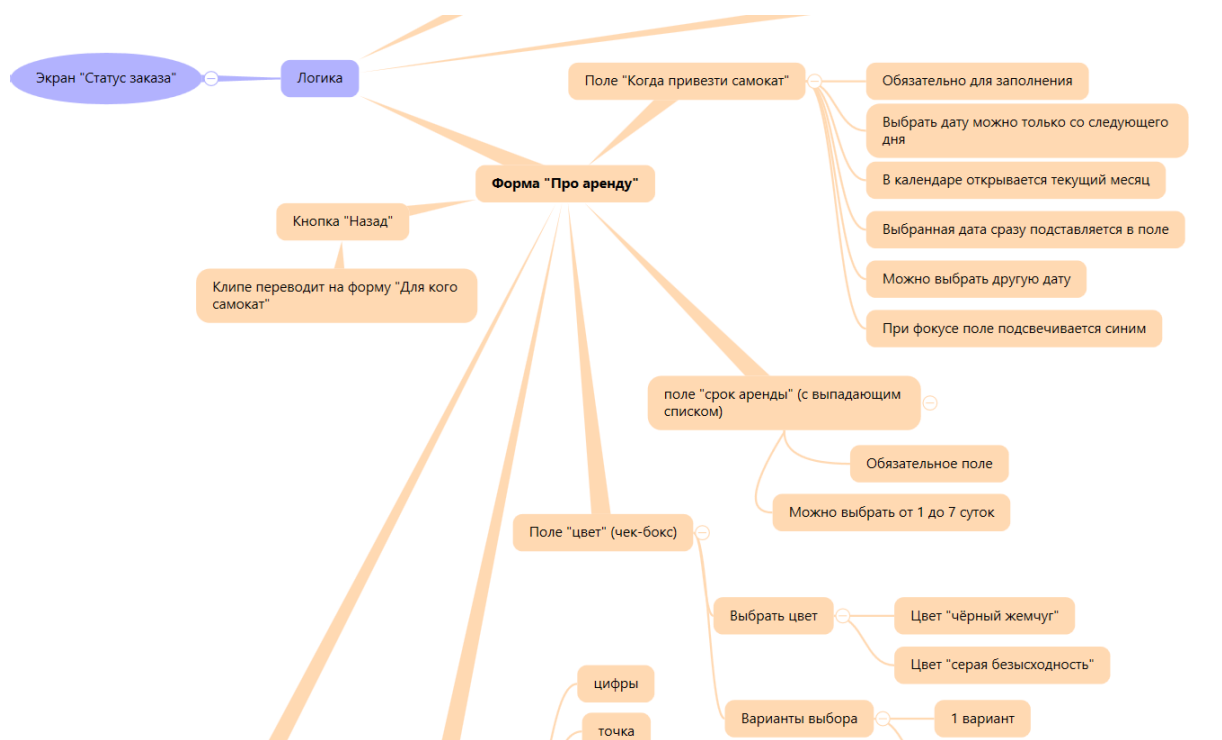 Экран "Статус заказа"
Логика
Поле "Когда привезти самокат"
Обязательно для заполнения
Выбрать дату можно только со следующего
дня
В календаре открывается текущий месяц
Выбранная дата сразу подставляется в поле
Можно выбрать другую дату
При фокусе поле подсвечивается синим
Форма "Про аренду"
Кнопка "Назад"
Клипе переводит на форму "Для кого
самокат"
поле "срок аренды" (с выпадающим
списком)
Обязательное поле
Можно выбрать от 1 до 7 суток
Поле "цвет" (чек-бокс)
Выбрать цвет
Цвет "чёрный жемчуг"
Цвет "серая безысходность"
Варианты выбора
1 вариант
цифры
точка